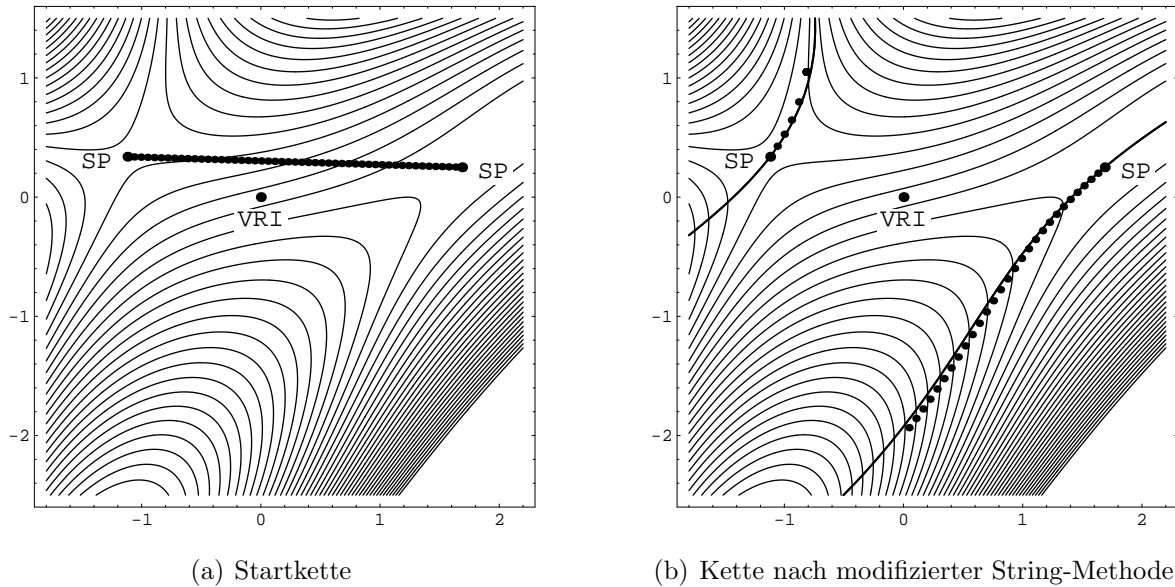 1
0
−1
−2
SP
SP
VRI
−1
0
1
2
(a) Startkette
1
0
−1
−2
SP
SP
VRI
−1
0
1
2
(b) Kette nach modifizierter String-Methode